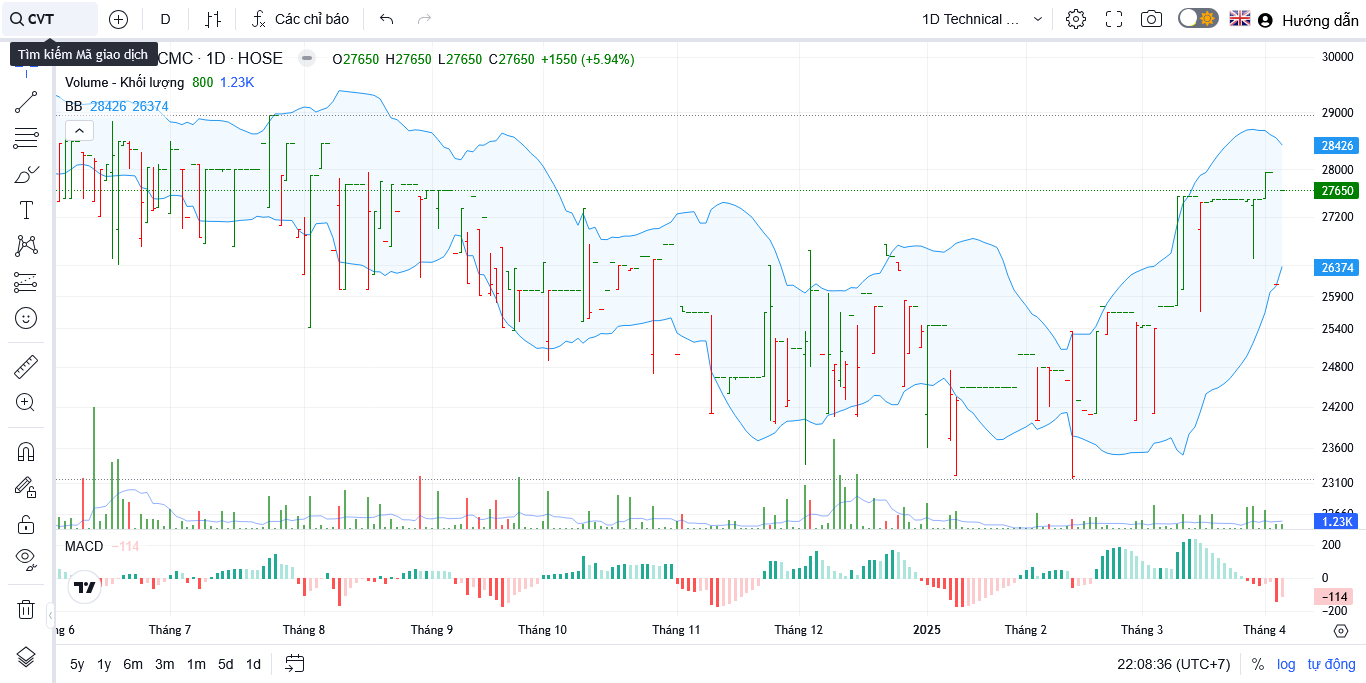 CVT
D
Các chỉ báo
1D Technical ...
Hướng dẫn
Tìm kiếm Mã giao dịch
CMC · 1D · HOSE
O27650 H27650 L27650 C27650 +1550 (+5.94%)
Volume - Khối lượng 800 1.23K
BB 28426 26374
30000
29000
28426
28000
27650
27200
26374
25900
25400
24800
24200
23600
23100
22660
1.23K
MACD −114
200
0
−114
−200
ng 6
Tháng 7
Tháng 8
Tháng 9
Tháng 10
Tháng 11
Tháng 12
2025
Tháng 2
Tháng 3
Tháng 4
5y 1y 6m 3m 1m 5d 1d
22:08:36 (UTC+7)
% log tự động